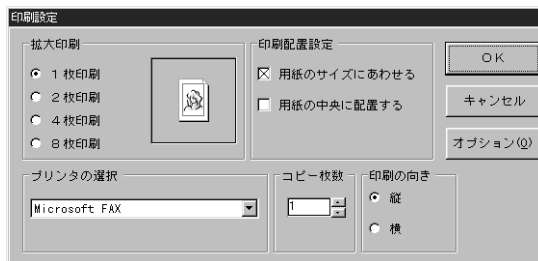 印刷設定
拡大印刷
1 枚印刷
2 枚印刷
4 枚印刷
8 枚印刷
印刷配置設定
用紙のサイズにあわせる
用紙の中央に配置する
OK
キャンセル
オプション(O)
プリンタの選択
Microsoft FAX
コピー枚数
1
印刷の向き
縦
横